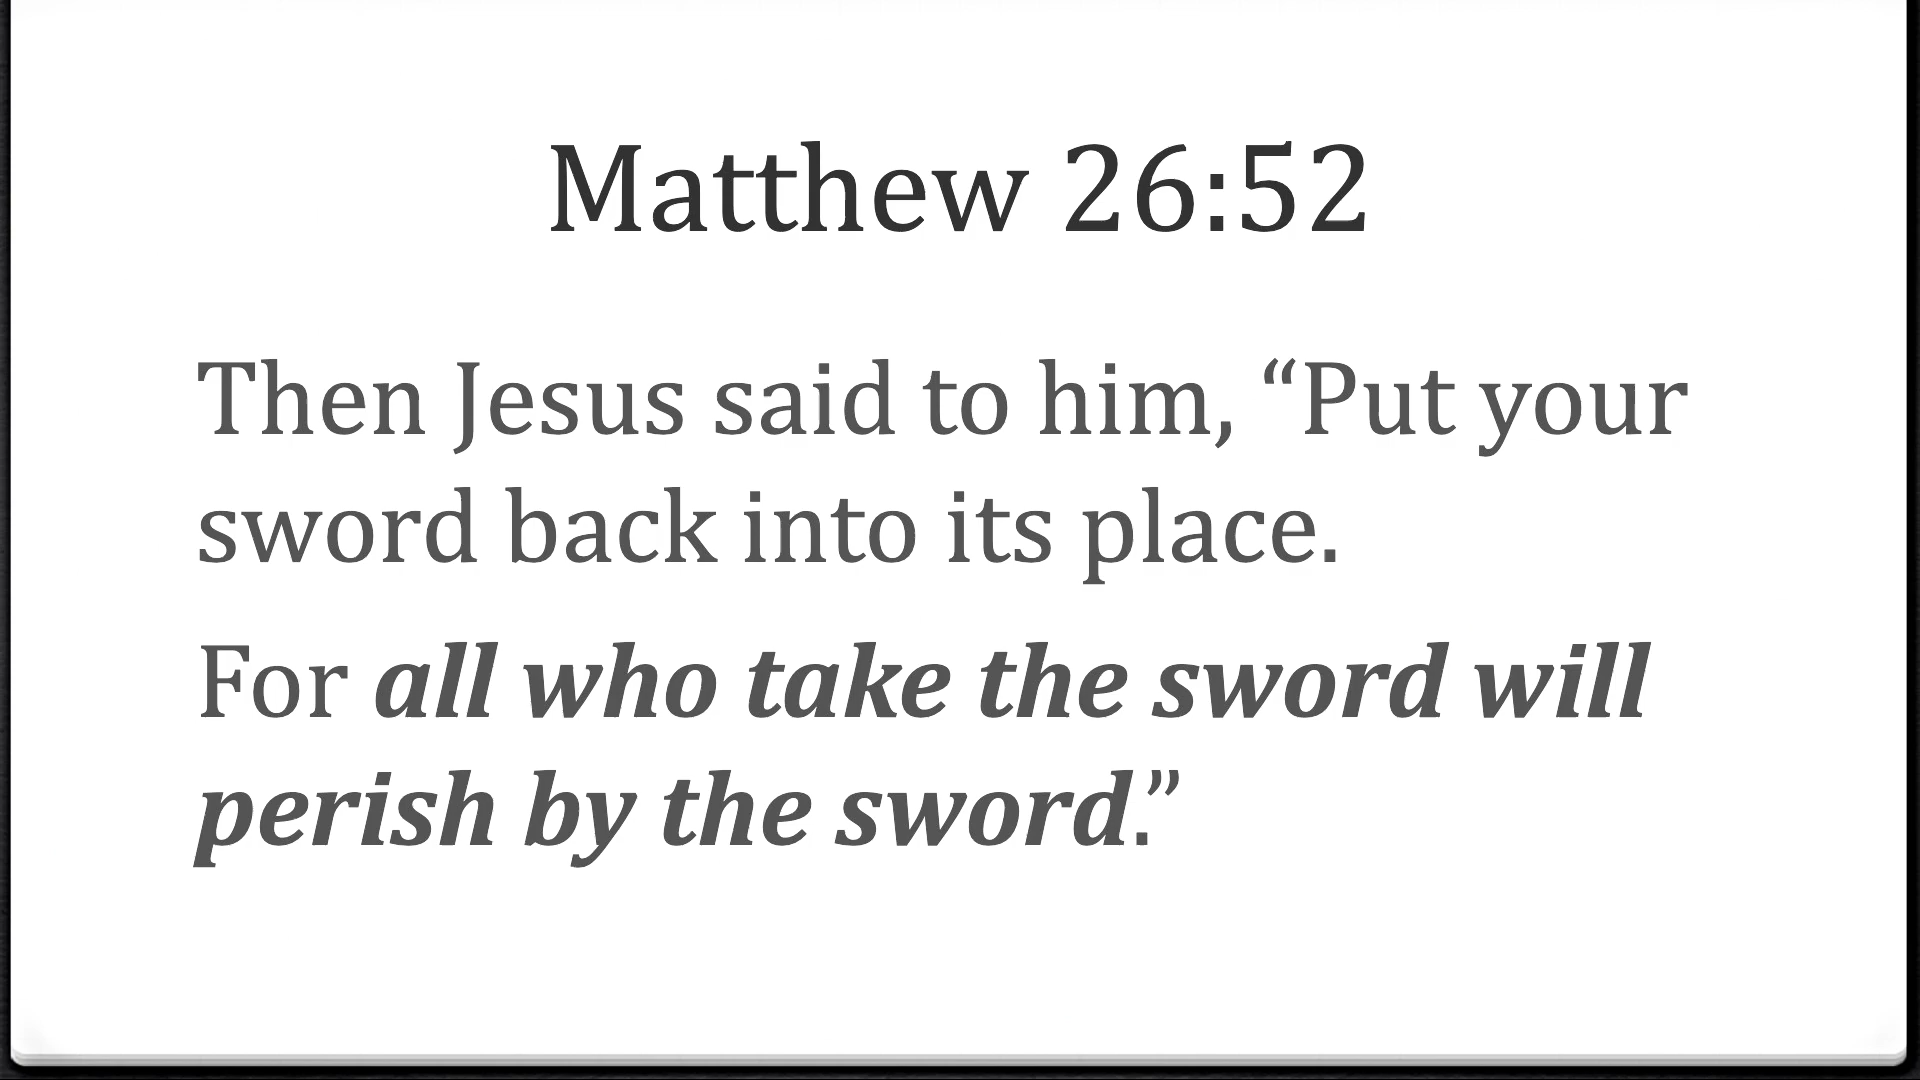 Matthew 26:52
Then Jesus said to him, “Put your
sword back into its place.
For all who take the sword will
perish by the sword.”